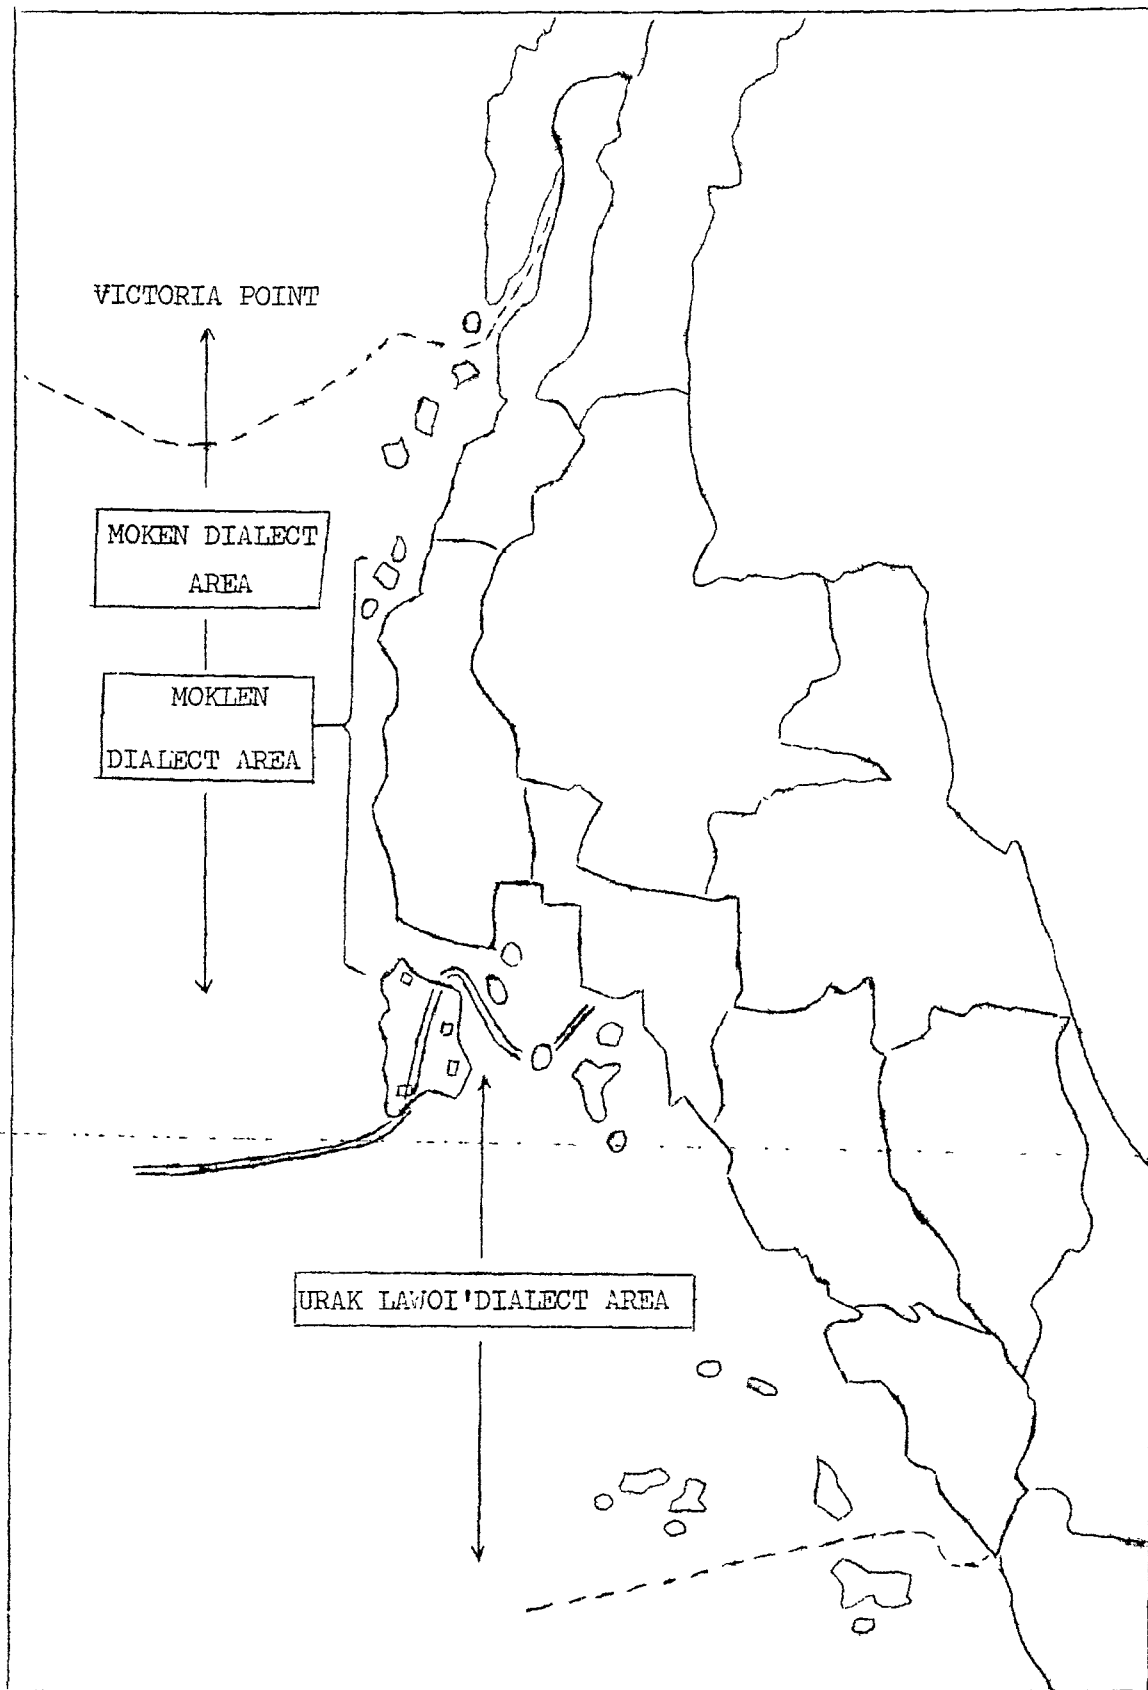 VICTORIA POINT
MOKEN DIALECT
AREA
MOKLEN
DIALECT AREA
URAK LAWOI'DIALECT AREA